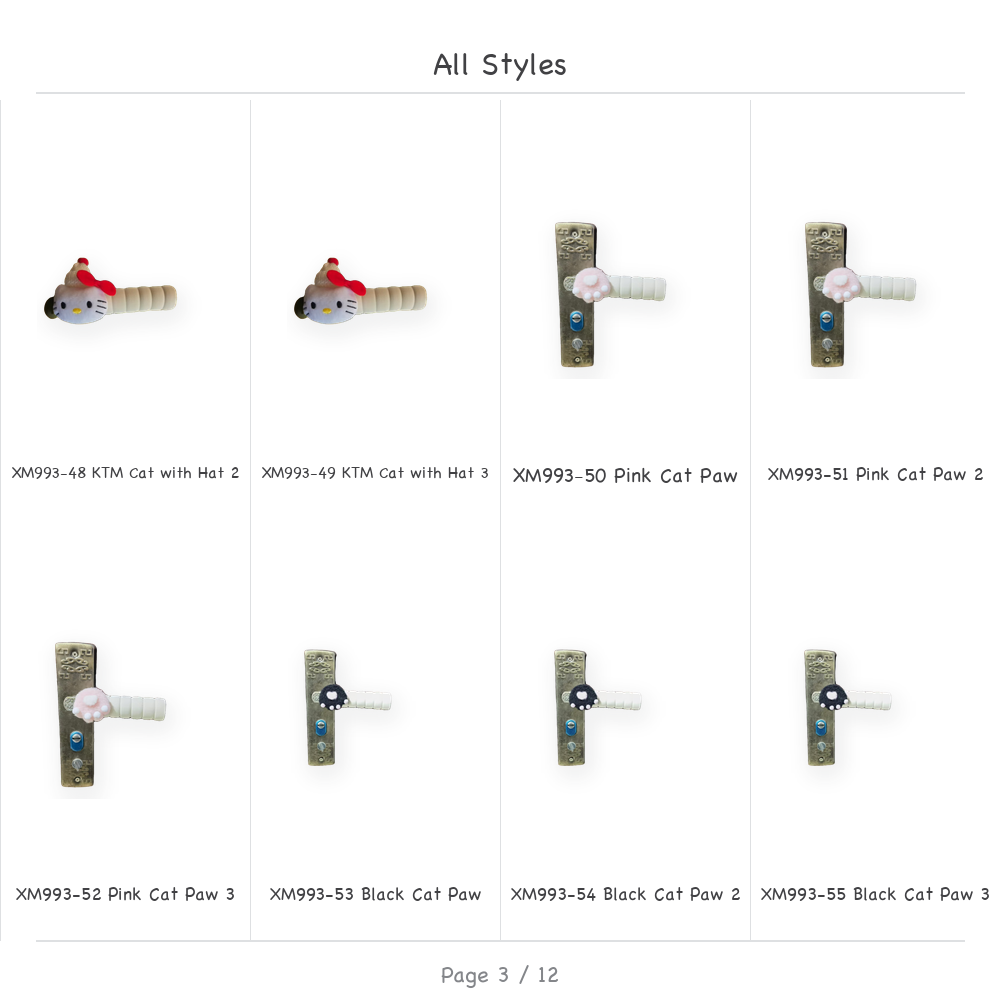 All Styles
XM993-48 KTM Cat with Hat 2
XM993-49 KTM Cat with Hat 3
XM993-50 Pink Cat Paw
XM993-51 Pink Cat Paw 2
XM993-52 Pink Cat Paw 3
XM993-53 Black Cat Paw
XM993-54 Black Cat Paw 2
XM993-55 Black Cat Paw 3
Page 3 / 12